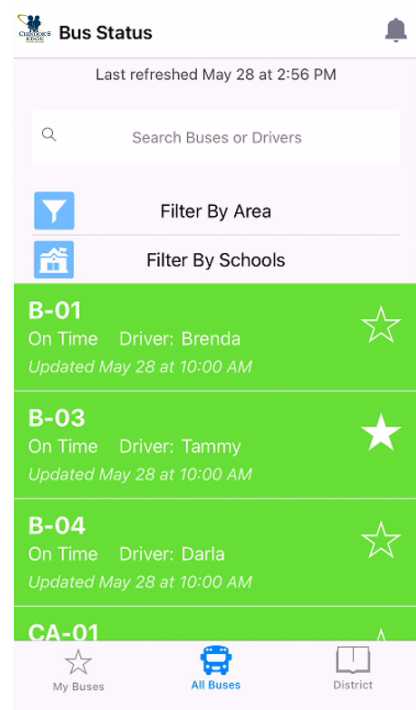 CHINOOK'S
EDGE
Bus Status
Last refreshed May 28 at 2:56 PM
Search Buses or Drivers
Filter By Area
Filter By Schools
B-01
On Time Driver: Brenda
Updated May 28 at 10:00 AM
B-03
On Time Driver: Tammy
Updated May 28 at 10:00 AM
B-04
On Time Driver: Darla
Updated May 28 at 10:00 AM
CA-01
My Buses
All Buses
District